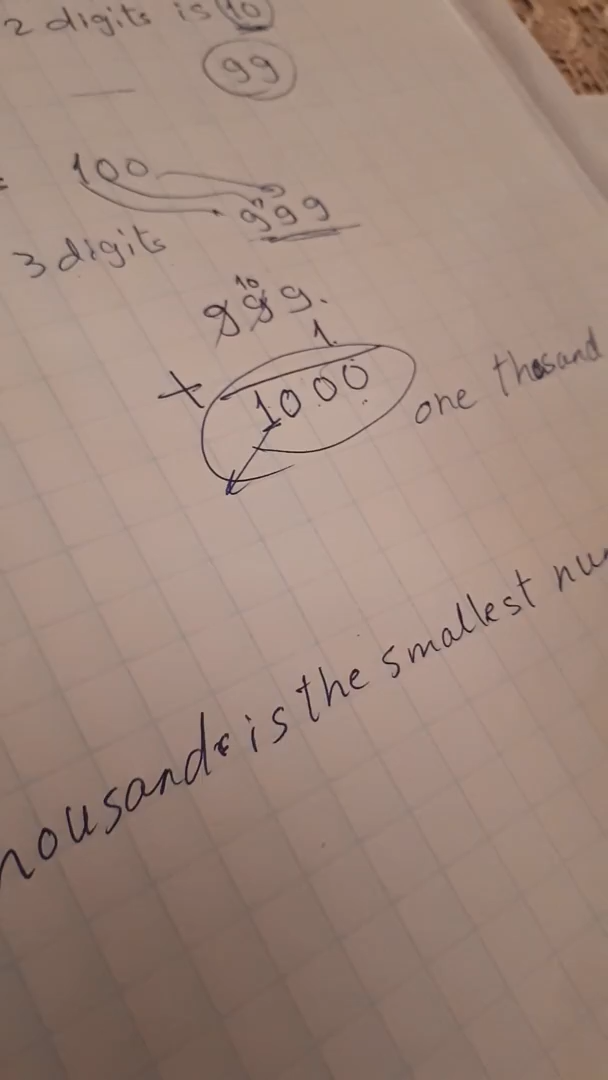 2 digits is 10
99
100
999
3 digits
10
999.
1
+
1000
one thosand
housand is the smallest nu